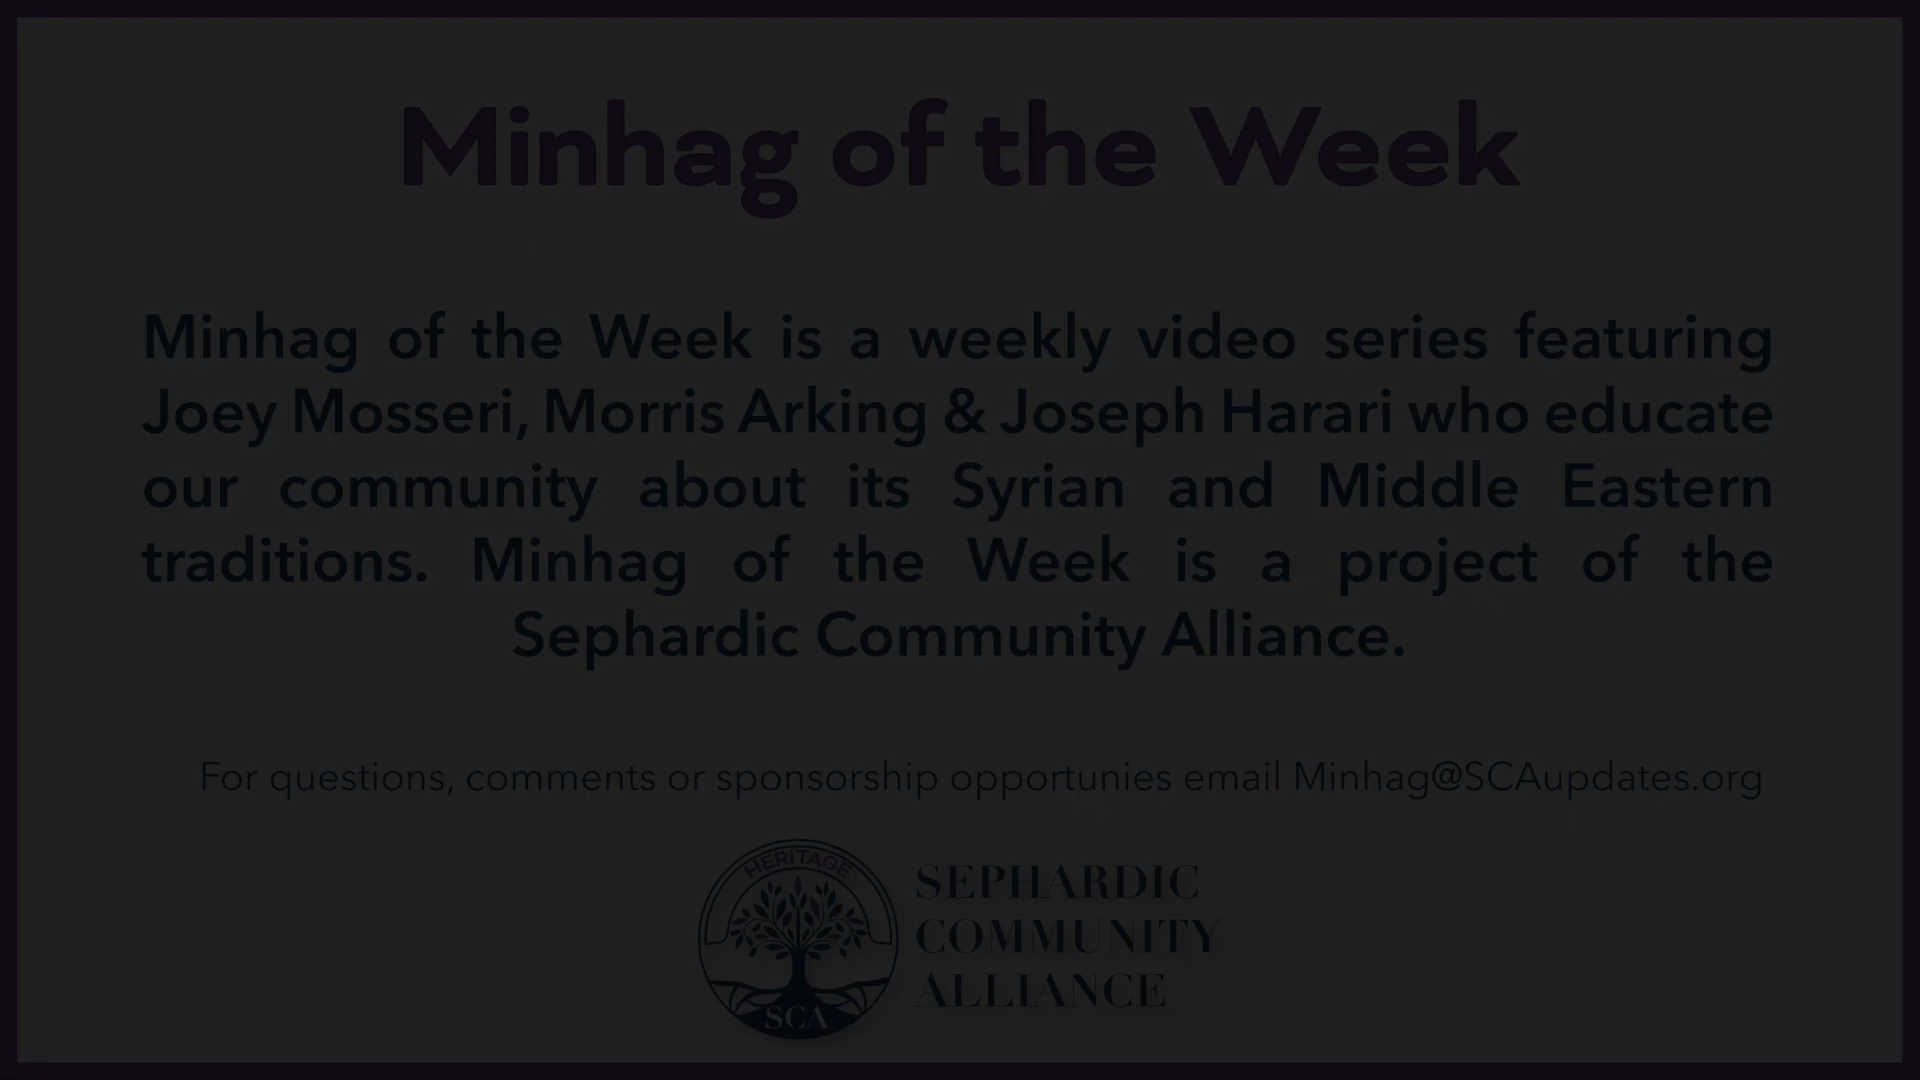 Minhag of the Week
Minhag of the Week is a weekly video series featuring
Joey Mosseri, Morris Arking & Joseph Harari who educate
our community about its Syrian and Middle Eastern
traditions. Minhag of the Week is a project of the
Sephardic Community Alliance.
For questions, comments or sponsorship opportunies email Minhag@SCAupdates.org
HERITAGE
SCA
SEPHARDIC
COMMUNITY
ALLIANCE